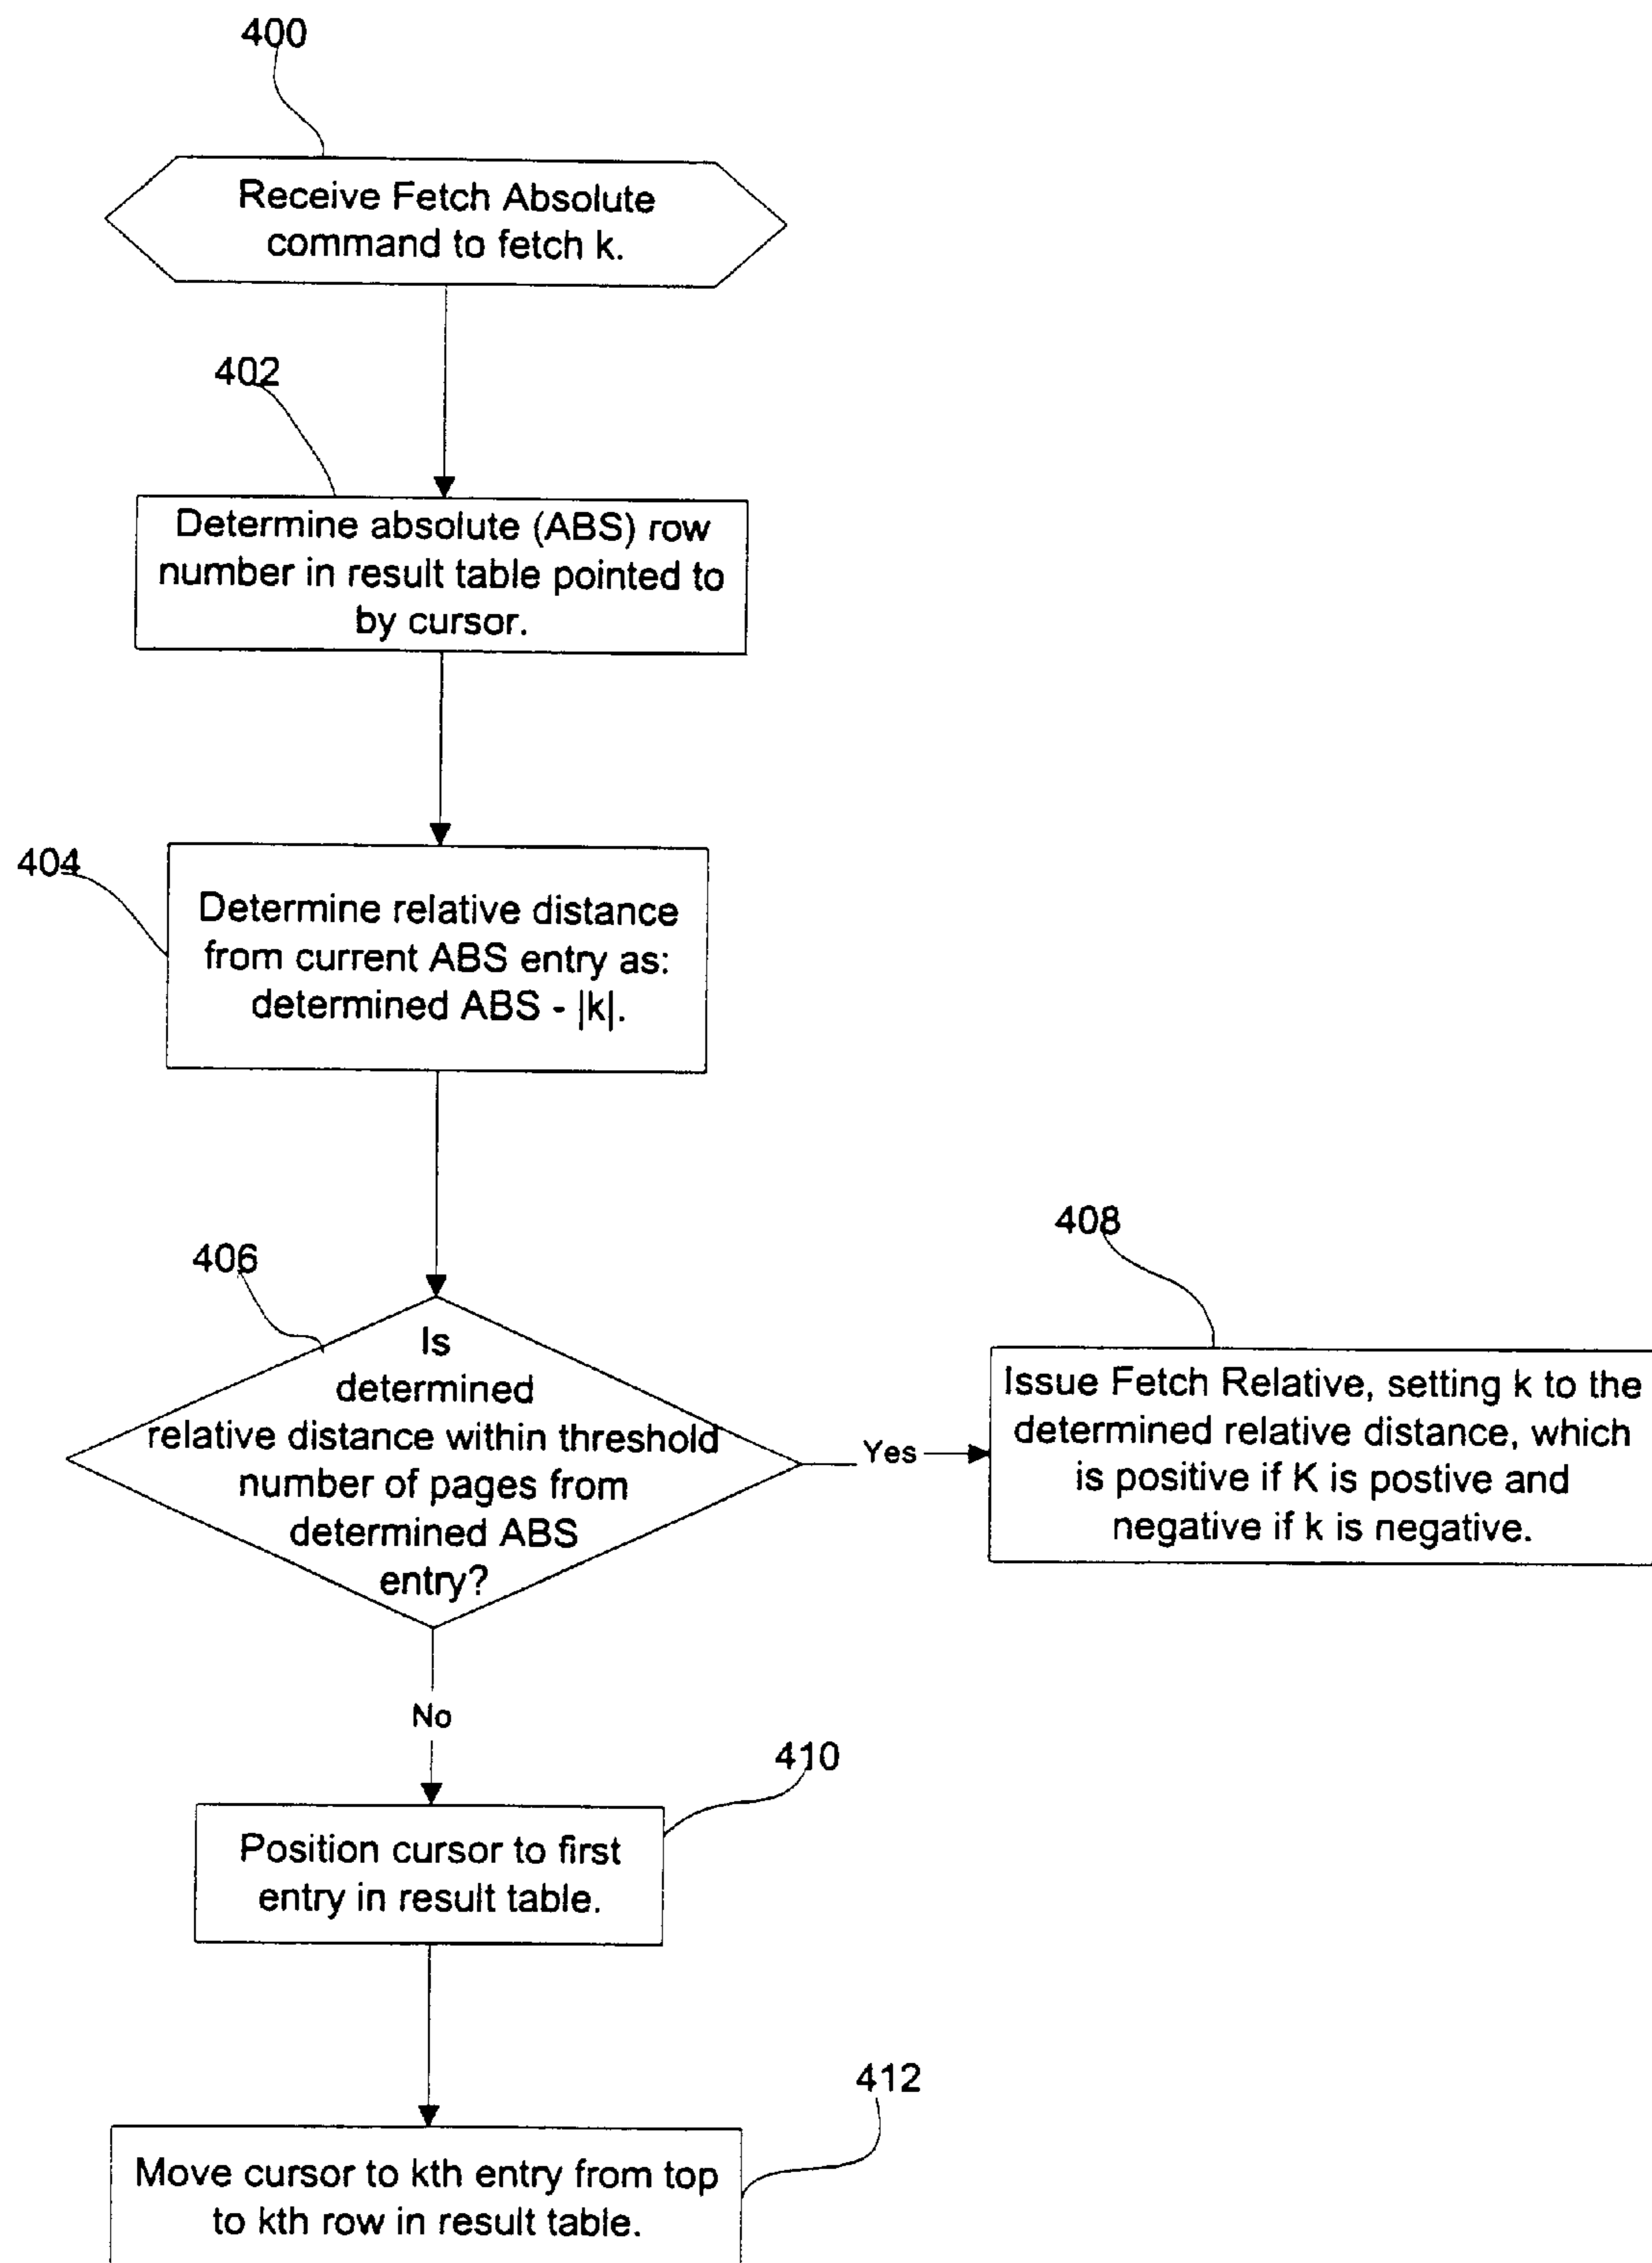 400
Receive Fetch Absolute
command to fetch k.
402
Determine absolute (ABS) row
number in result table pointed to
by cursor.
404
Determine relative distance
from current ABS entry as:
determined ABS - |k|.
406
Is
determined
relative distance within threshold
number of pages from
determined ABS
entry?
Yes
408
Issue Fetch Relative, setting k to the
determined relative distance, which
is positive if K is postive and
negative if k is negative.
No
410
Position cursor to first
entry in result table.
412
Move cursor to kth entry from top
to kth row in result table.